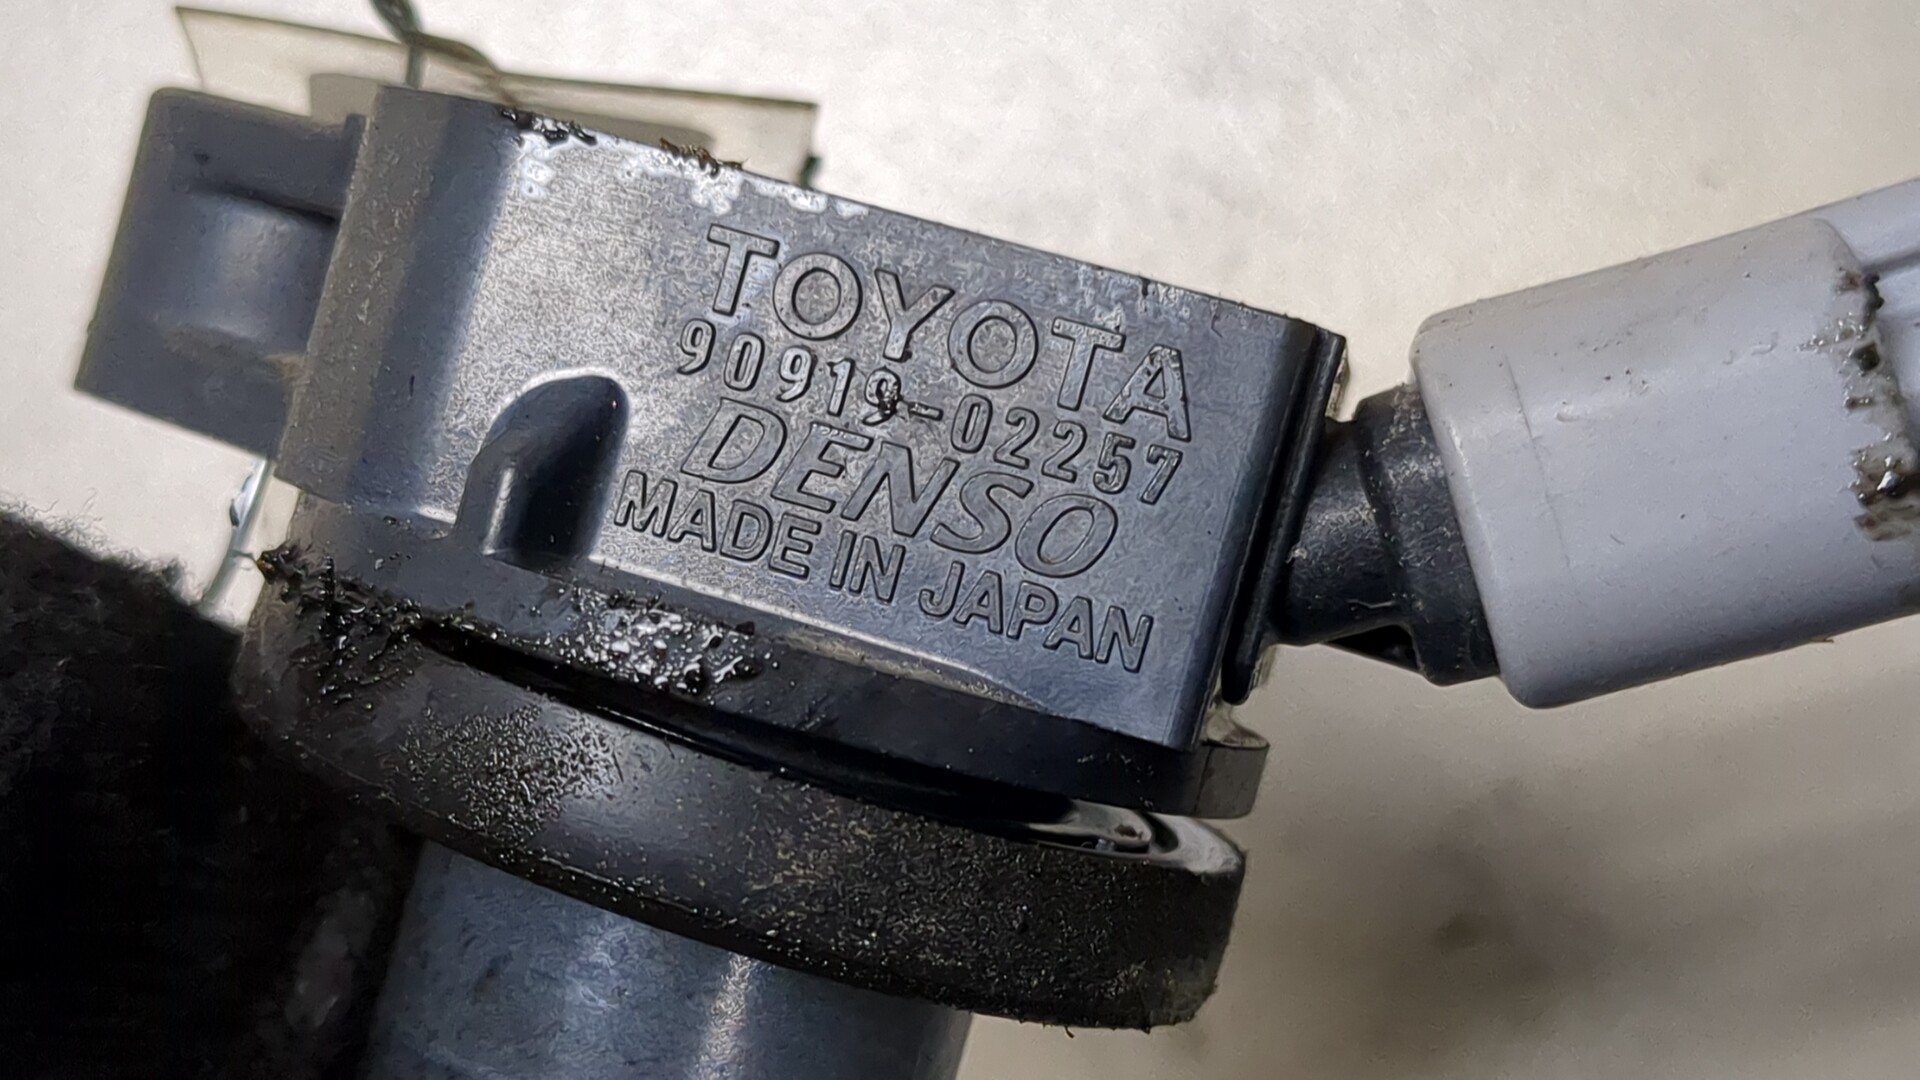 TOYOTA
90919-02257
DENSO
MADE IN JAPAN